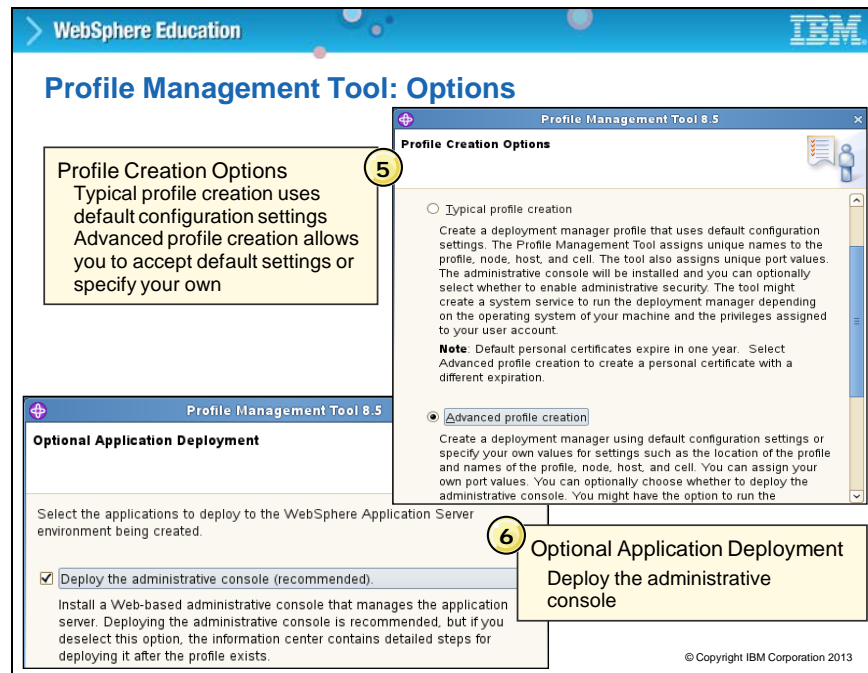 WebSphere Education
IBM
Profile Management Tool: Options
Profile Creation Options
Typical profile creation uses
default configuration settings
Advanced profile creation allows
you to accept default settings or
specify your own
5
Profile Management Tool 8.5
Profile Creation Options
Typical profile creation
Create a deployment manager profile that uses default configuration
settings. The Profile Management Tool assigns unique names to the
profile, node, host, and cell. The tool also assigns unique port values.
The administrative console will be installed and you can optionally
select whether to enable administrative security. The tool might
create a system service to run the deployment manager depending
on the operating system of your machine and the privileges assigned
to your user account.
Note: Default personal certificates expire in one year. Select
Advanced profile creation to create a personal certificate with a
different expiration.
Advanced profile creation
Create a deployment manager using default configuration settings or
specify your own values for settings such as the location of the profile
and names of the profile, node, host, and cell. You can assign your
own port values. You can optionally choose whether to deploy the
administrative console. You might have the option to run the
Profile Management Tool 8.5
Optional Application Deployment
Select the applications to deploy to the WebSphere Application Server
environment being created.
Deploy the administrative console (recommended).
Install a Web-based administrative console that manages the application
server. Deploying the administrative console is recommended, but if you
deselect this option, the information center contains detailed steps for
deploying it after the profile exists.
6
Optional Application Deployment
Deploy the administrative
console
© Copyright IBM Corporation 2013